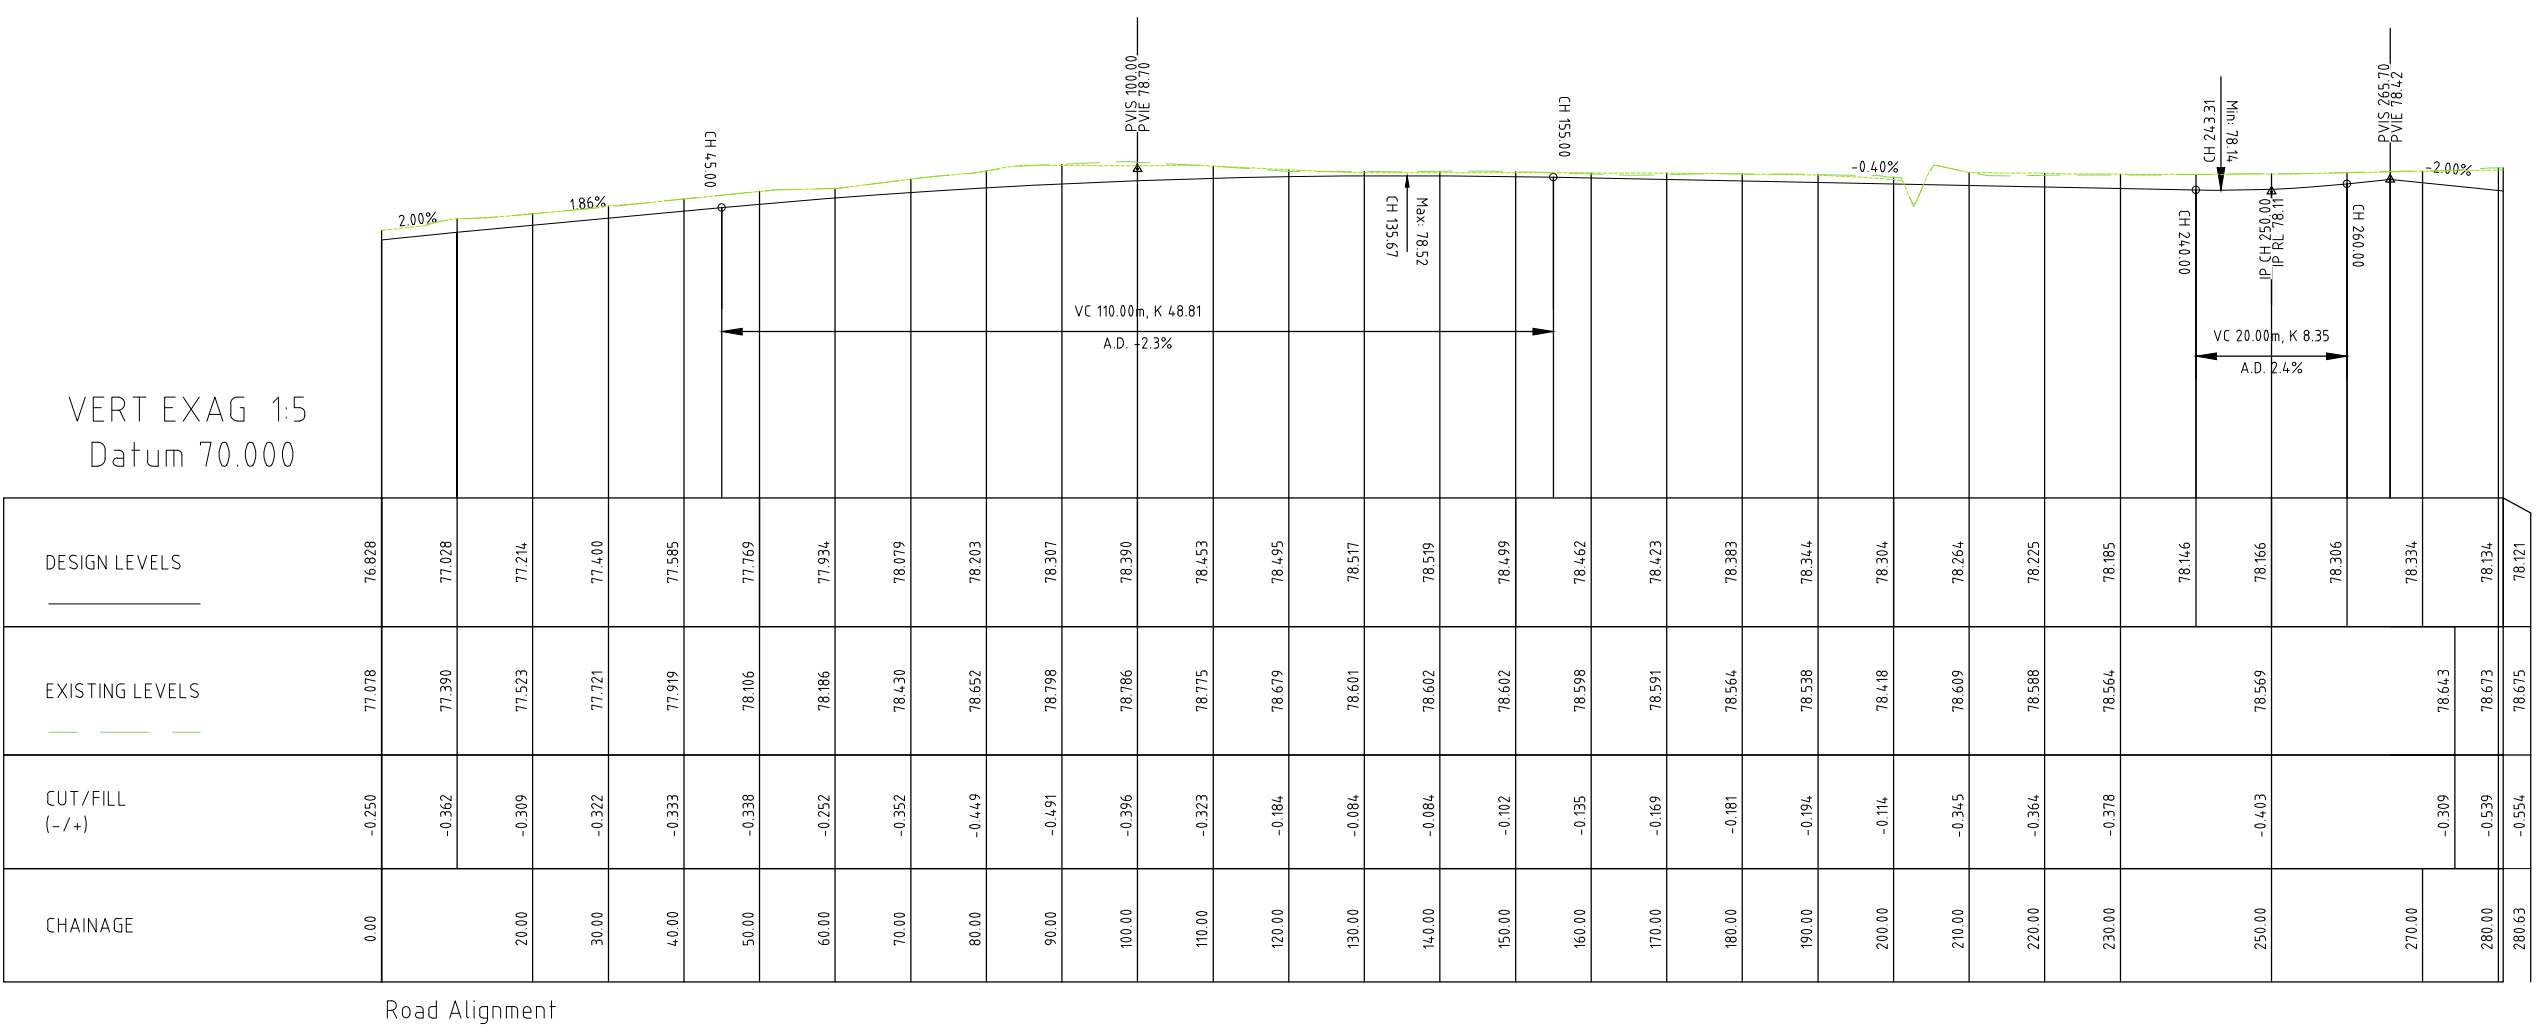 PVIS 100.00
PVIE 78.70
PVIS 265.70
PVIE 78.42
CH 45.00
CH 155.00
CH 243.31
Min: 78.14
2.00%
1.86%
-0.40%
-2.00%
CH 135.67
Max: 78.52
CH 240.00
IP CH 250.00
IP RL 78.11
CH 260.00
VC 110.00m, K 48.81
A.D. -2.3%
VC 20.00m, K 8.35
A.D. 2.4%
VERT EXAG 1:5
Datum 70.000
DESIGN LEVELS 76.828 77.028 77.214 77.400 77.585 77.769 77.934 78.079 78.203 78.307 78.390 78.453 78.495 78.517 78.519 78.499 78.462 78.423 78.383 78.344 78.304 78.264 78.225 78.185 78.146 78.166 78.306 78.334 78.134 78.121
EXISTING LEVELS 77.078 77.390 77.523 77.721 77.919 78.106 78.186 78.430 78.652 78.798 78.786 78.775 78.679 78.601 78.602 78.602 78.598 78.591 78.564 78.538 78.418 78.609 78.588 78.564 78.569 78.643 78.673 78.675
CUT/FILL
(-/+) -0.250 -0.362 -0.309 -0.322 -0.333 -0.338 -0.252 -0.352 -0.449 -0.491 -0.396 -0.323 -0.184 -0.084 -0.084 -0.102 -0.135 -0.169 -0.181 -0.194 -0.114 -0.345 -0.364 -0.378 -0.403 -0.309 -0.539 -0.554
CHAINAGE 0.00 20.00 30.00 40.00 50.00 60.00 70.00 80.00 90.00 100.00 110.00 120.00 130.00 140.00 150.00 160.00 170.00 180.00 190.00 200.00 210.00 220.00 230.00 250.00 270.00 280.00 280.63
Road Alignment